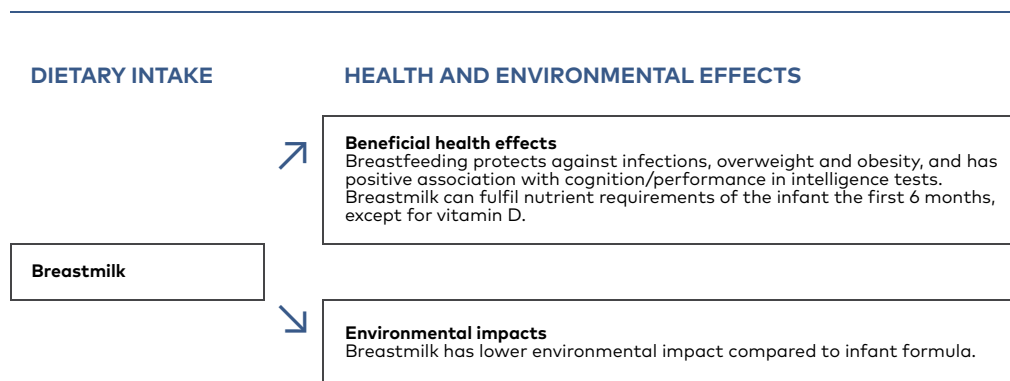 DIETARY INTAKE
HEALTH AND ENVIRONMENTAL EFFECTS
Beneficial health effects
Breastfeeding protects against infections, overweight and obesity, and has
positive association with cognition/performance in intelligence tests.
Breastmilk can fulfil nutrient requirements of the infant the first 6 months,
except for vitamin D.
Breastmilk
Environmental impacts
Breastmilk has lower environmental impact compared to infant formula.